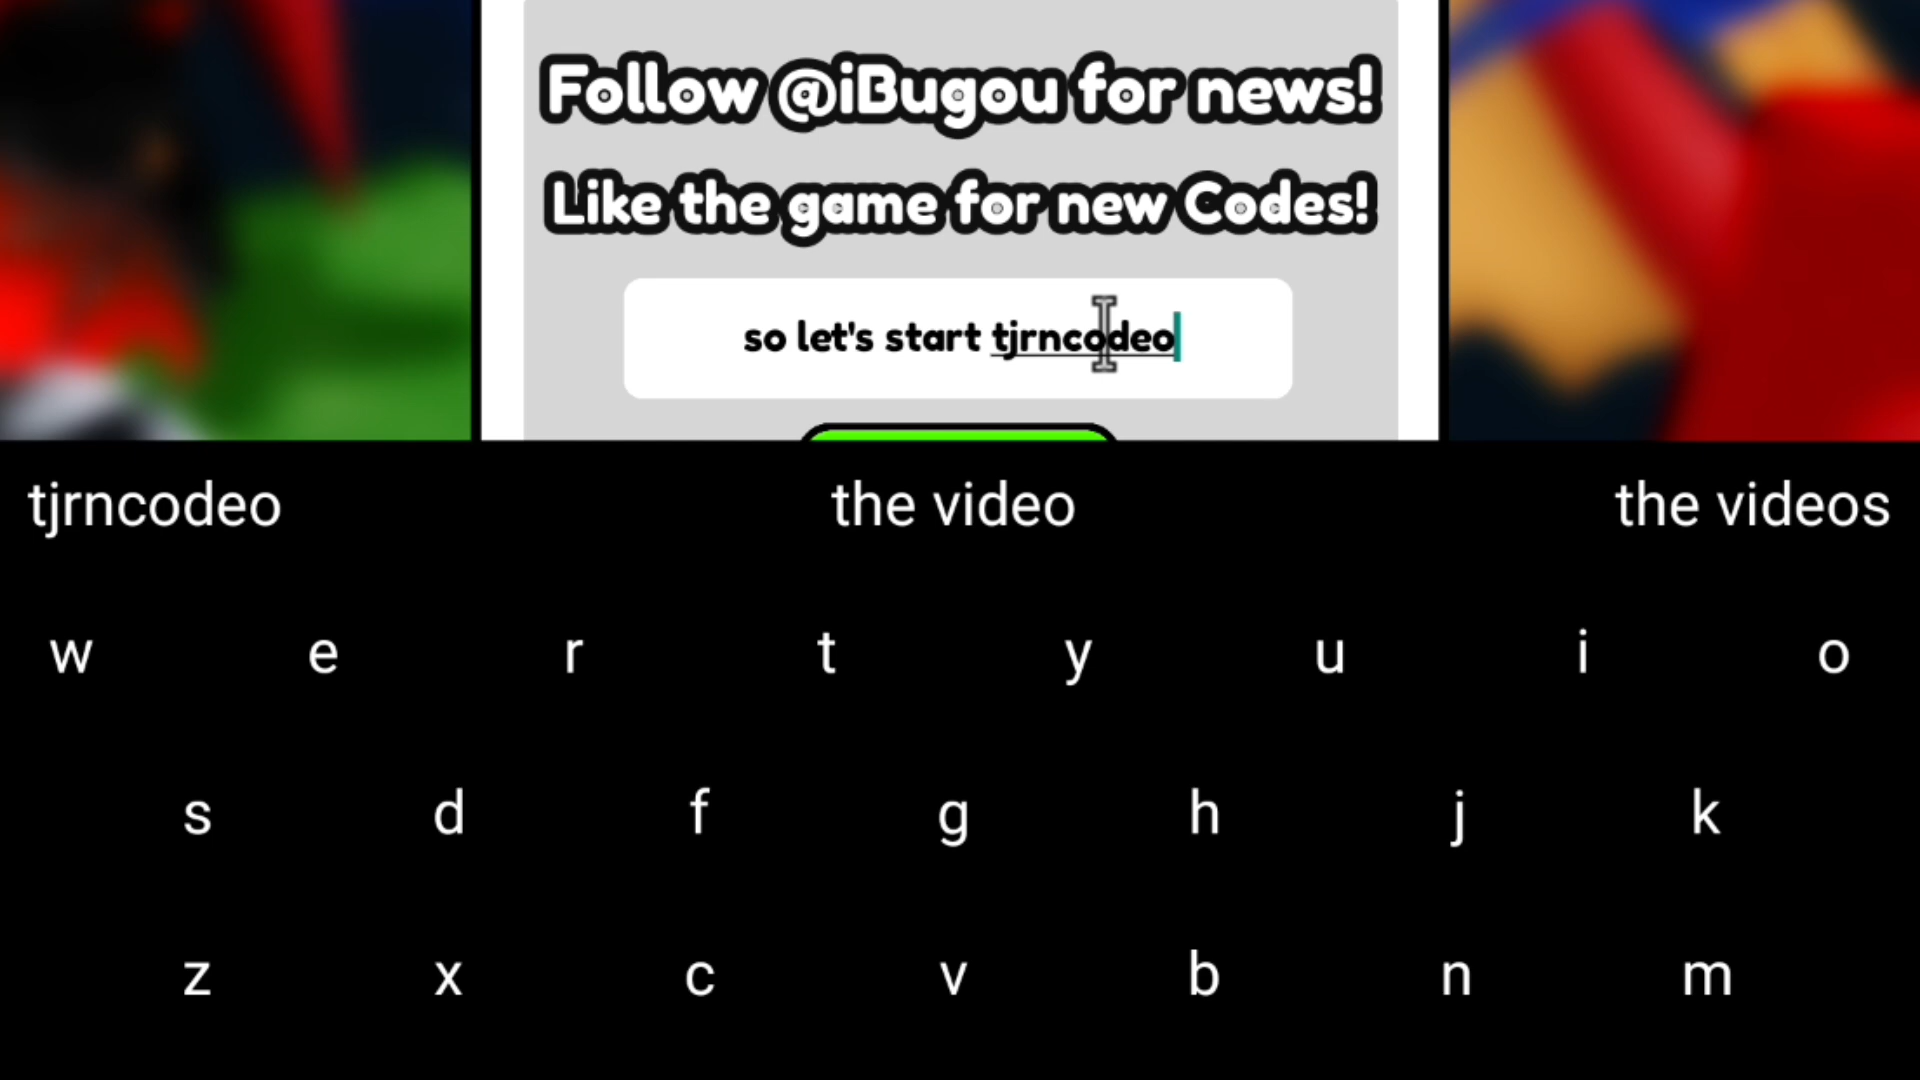 Follow @iBugou for news!
Like the game for new Codes!
so let's start tjrncodeo
tjrncodeo the video the videos
w e r t y u i o
s d f g h j k
z x c v b n m